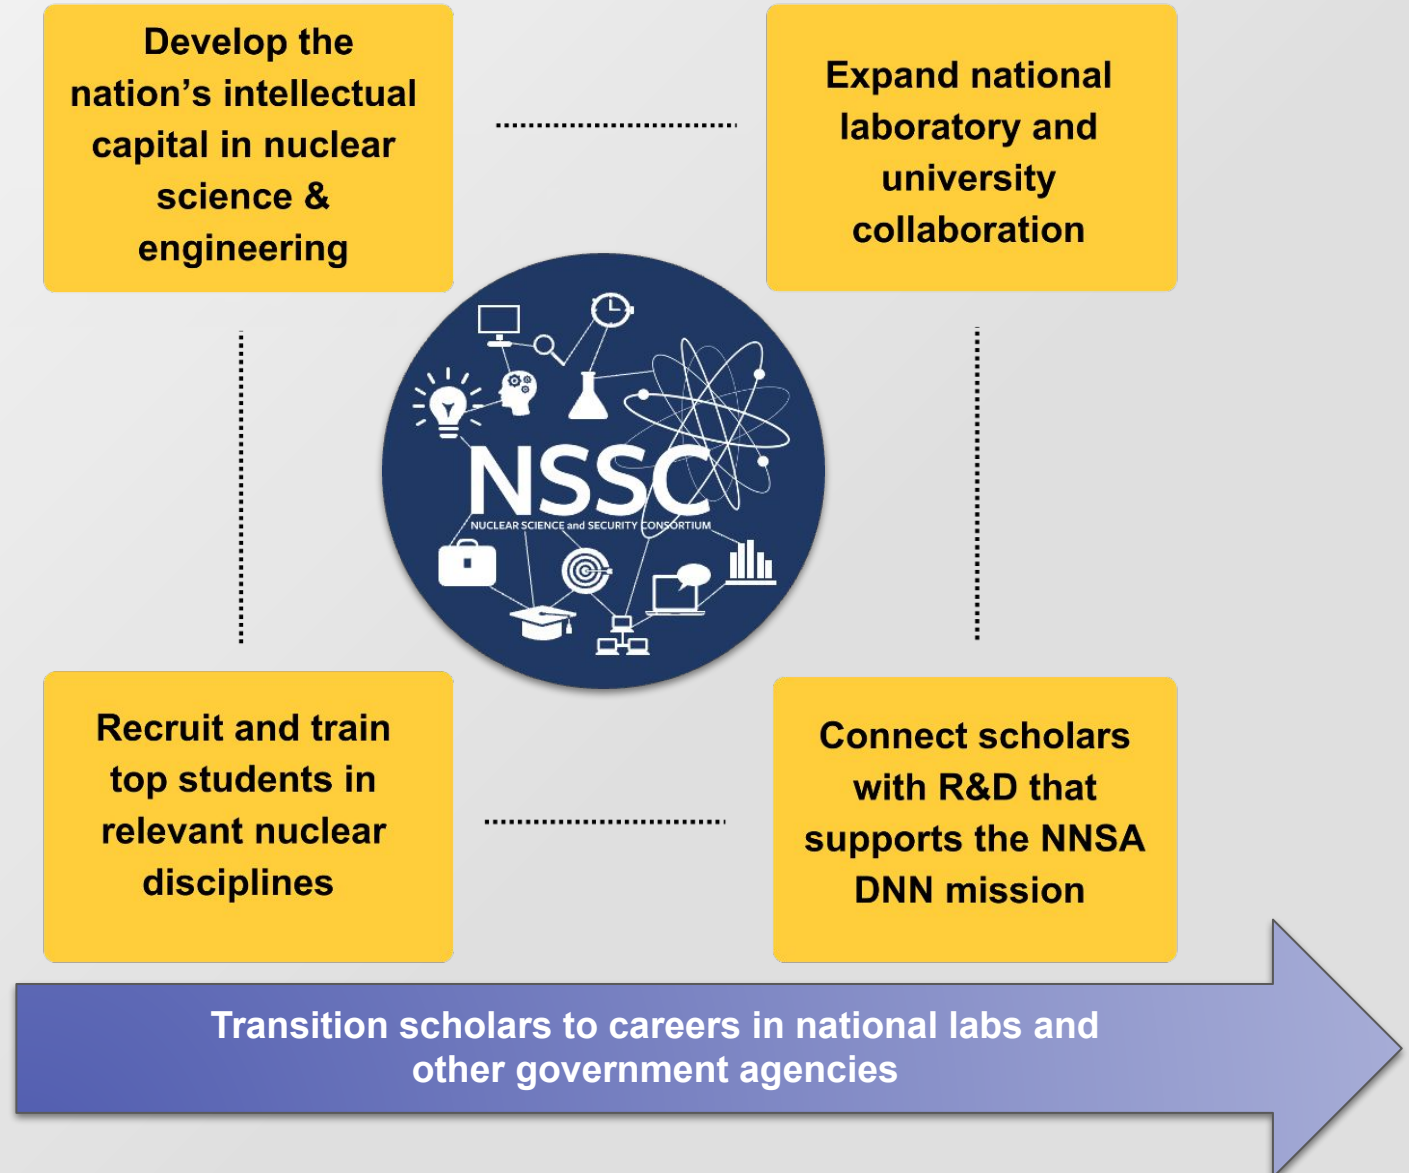 Develop the
nation’s intellectual
capital in nuclear
science &
engineering
Expand national
laboratory and
university
collaboration
NSSC
NUCLEAR SCIENCE and SECURITY CONSORTIUM
Recruit and train
top students in
relevant nuclear
disciplines
Connect scholars
with R&D that
supports the NNSA
DNN mission
Transition scholars to careers in national labs and
other government agencies